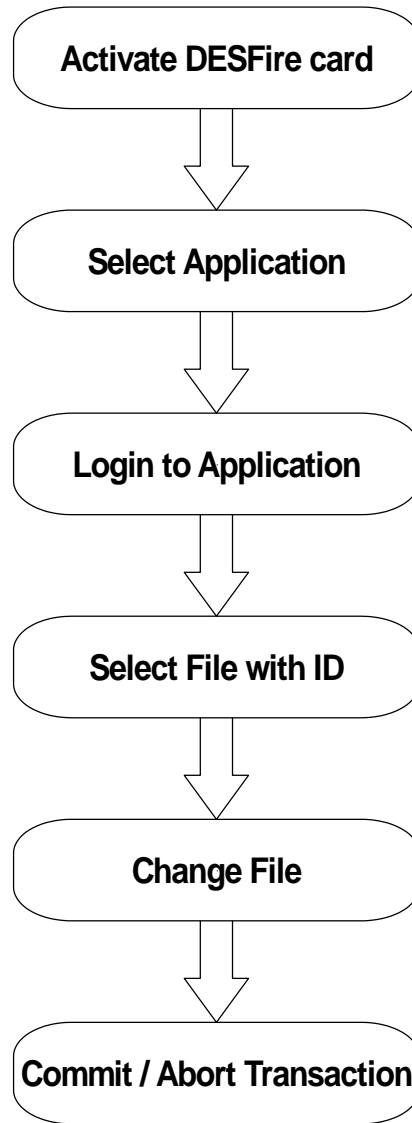 Activate DESFire card
Select Application
Login to Application
Select File with ID
Change File
Commit / Abort Transaction